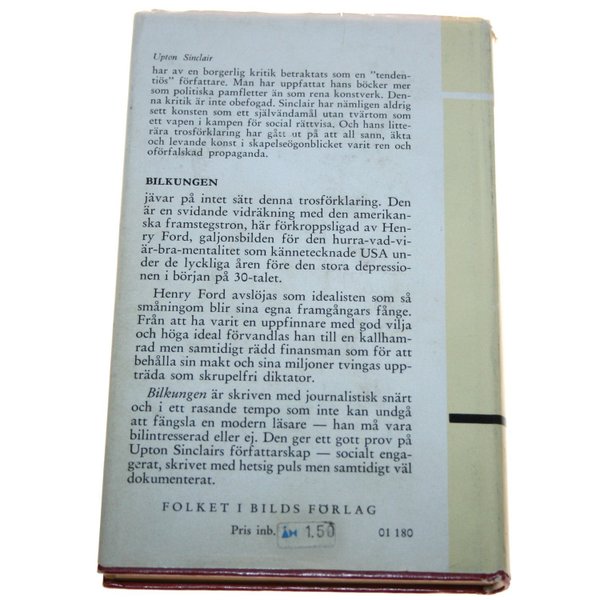 Upton Sinclair
har av en borgerlig kritik betraktats som en "tenden-
tiös" författare. Man har uppfattat hans böcker mer
som politiska pamfletter än som rena konstverk. Den-
na kritik är inte obefogad. Sinclair har nämligen aldrig
sett konsten som ett självändamål utan tvärtom som
ett vapen i kampen för social rättvisa. Och hans litte-
rära trosförklaring har gått ut på att all sann, äkta
och levande konst i skapelseögonblicket varit ren och
oförfalskad propaganda.
BILKUNGEN
jävar på intet sätt denna trosförklaring. Den
är en svidande vidräkning med den amerikan-
ska framstegstron, här förkroppsligad av Hen-
ry Ford, galjonsbilden för den hurra-vad-vi-
är-bra-mentalitet som kännetecknade USA un-
der de lyckliga åren före den stora depressio-
nen i början på 30-talet.
Henry Ford avslöjas som idealisten som så
småningom blir sina egna framgångars fånge.
Från att ha varit en uppfinnare med god vilja
och höga ideal förvandlas han till en kallham-
rad men samtidigt rädd finansman som för att
behålla sin makt och sina miljoner tvingas upp-
träda som skrupelfri diktator.
Bilkungen är skriven med journalistisk snärt
och i ett rasande tempo som inte kan undgå
att fängsla en modern läsare — han må vara
bilintresserad eller ej. Den ger ett gott prov på
Upton Sinclairs författarskap — socialt enga-
gerat, skrivet med hetsig puls men samtidigt väl
dokumenterat.
FOLKET I BILDS FÖRLAG
Pris inb. 1.50 01 180